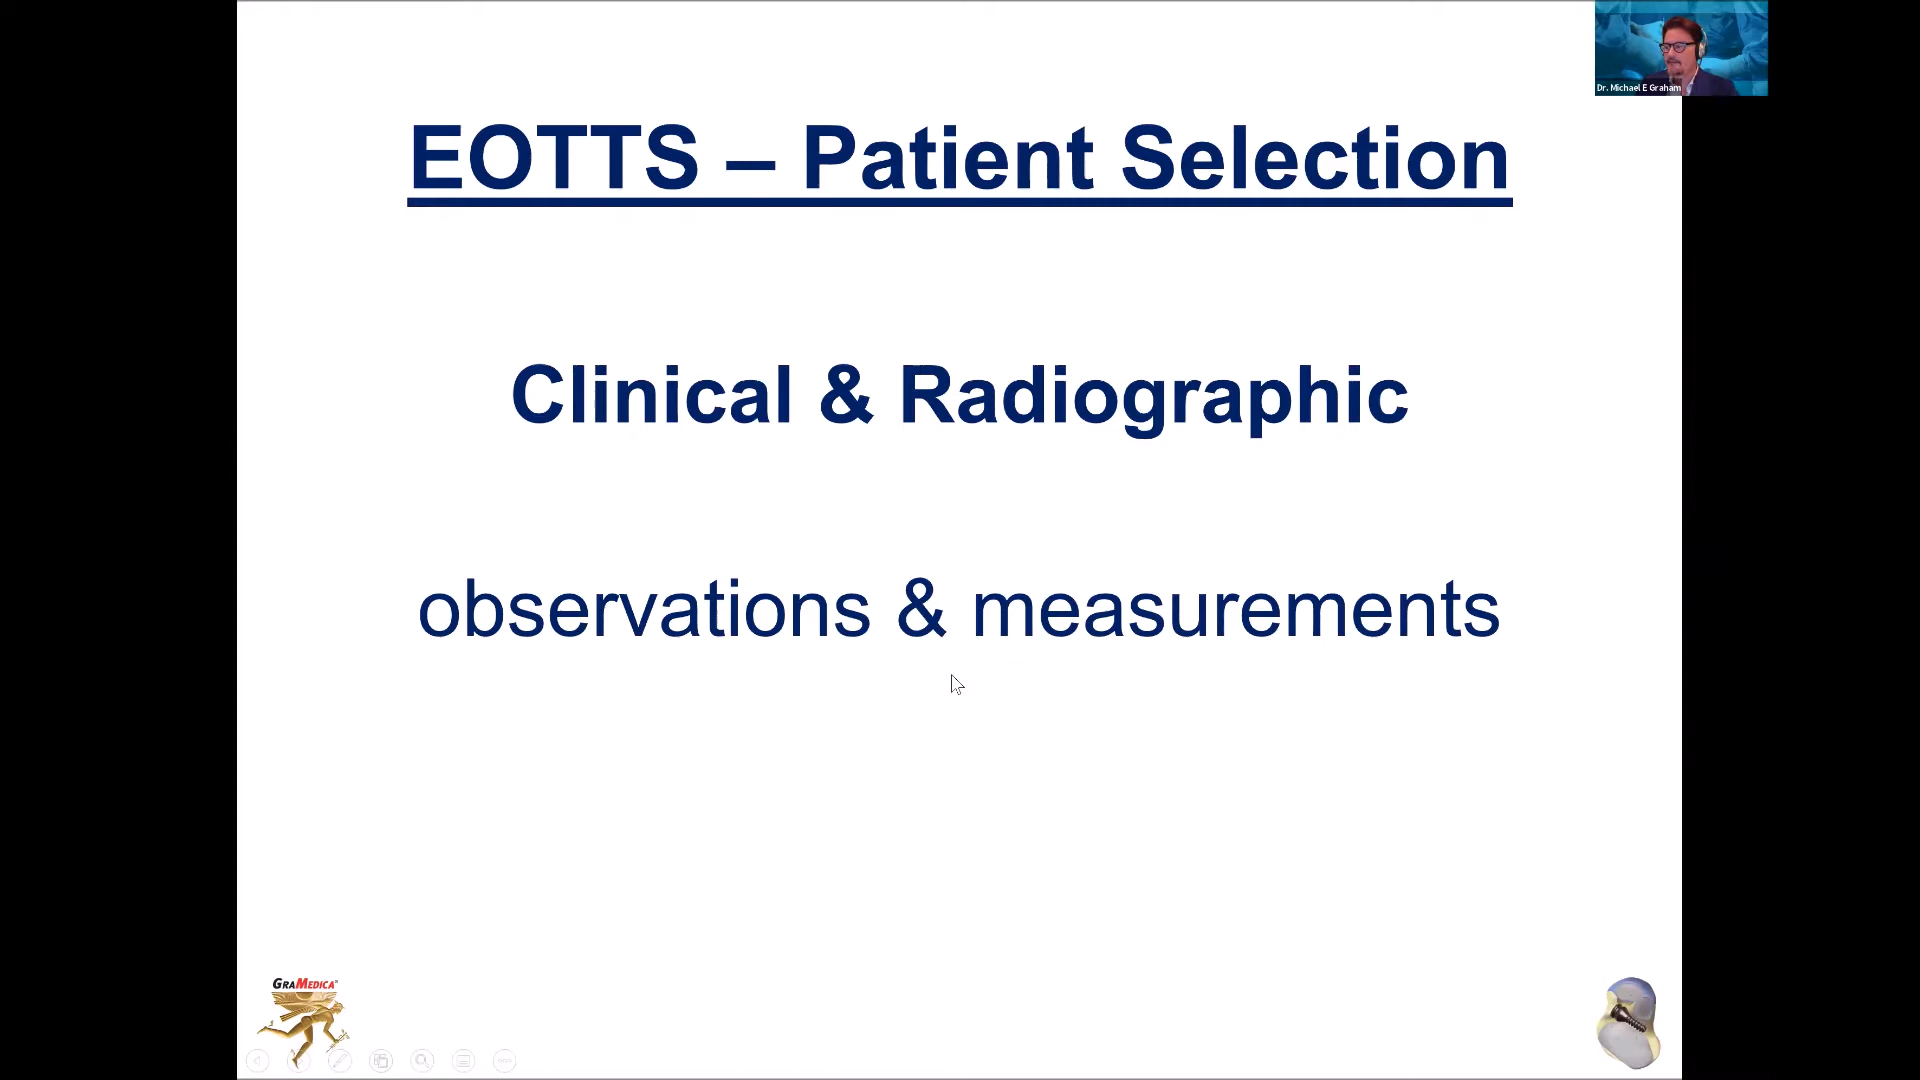 Dr. Michael E Graham
EOTTS – Patient Selection
Clinical & Radiographic
observations & measurements
GRAMEDICA®